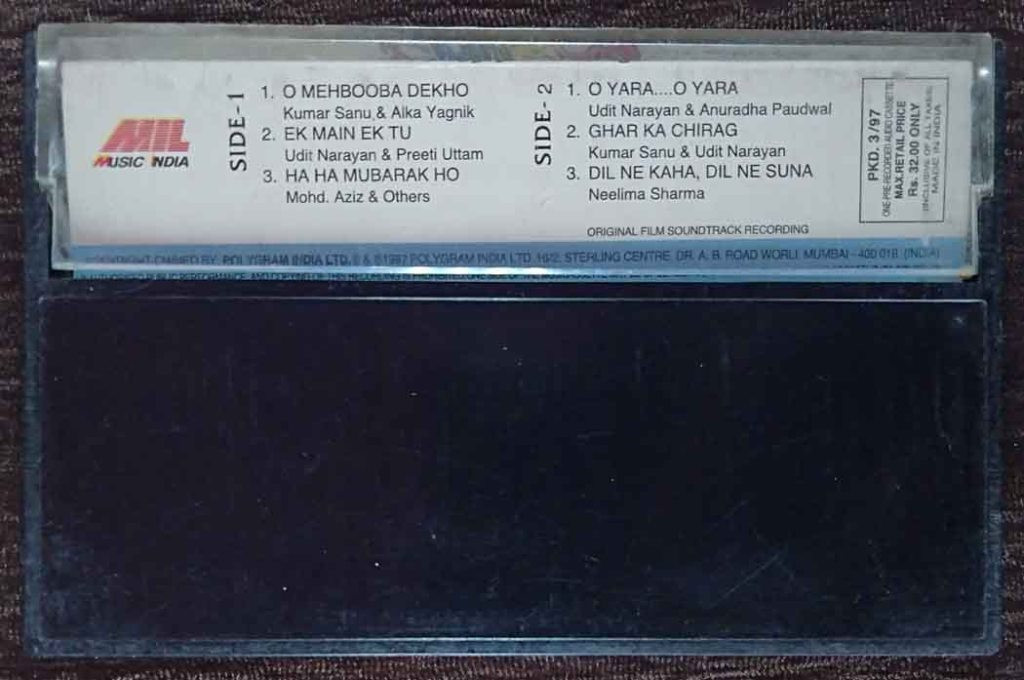 MIL
MUSIC INDIA
SIDE-1
1. O MEHBOOBA DEKHO
Kumar Sanu & Alka Yagnik
2. EK MAIN EK TU
Udit Narayan & Preeti Uttam
3. HA HA MUBARAK HO
Mohd. Aziz & Others
SIDE-2
1. O YARA....O YARA
Udit Narayan & Anuradha Paudwal
2. GHAR KA CHIRAG
Kumar Sanu & Udit Narayan
3. DIL NE KAHA, DIL NE SUNA
Neelima Sharma
ORIGINAL FILM SOUNDTRACK RECORDING
PKD. 3/97
ONE PRE-RECORDED AUDIO CASSETTE
MAX.RETAIL PRICE
Rs. 32.00 ONLY
(INCLUSIVE OF ALL TAXES)
MADE IN INDIA
COPYRIGHT OWNED BY POLYGRAM INDIA LTD. ℗ & © 1997 POLYGRAM INDIA LTD. STERLING CENTRE, DR. A. B. ROAD WORLI, MUMBAI - 400 018 (INDIA)
PUBLIC PERFORMANCE